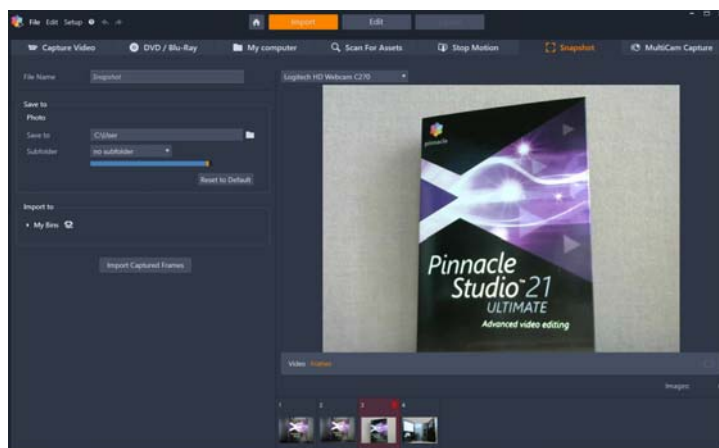 File Edit Setup
Import Edit
Capture Video DVD / Blu-Ray My computer Scan For Assets Stop Motion Snapshot MultiCam Capture
File Name Snapshot
Logitech HD Webcam C270
Save to
Photo
Save to C:\User
Subfolder no subfolder
Reset to Default
Import to
My Bins
Import Captured Frames
pinnacle
Pinnacle
Studio™ 21
ULTIMATE
Advanced video editing
Video Frames
Images:
1 2 3 4